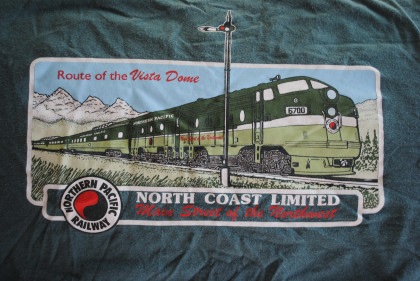 Route of the Vista Dome
6700
NORTHERN PACIFIC
NORTHERN PACIFIC RAILWAY
NORTH COAST LIMITED
Main Street of the Northwest